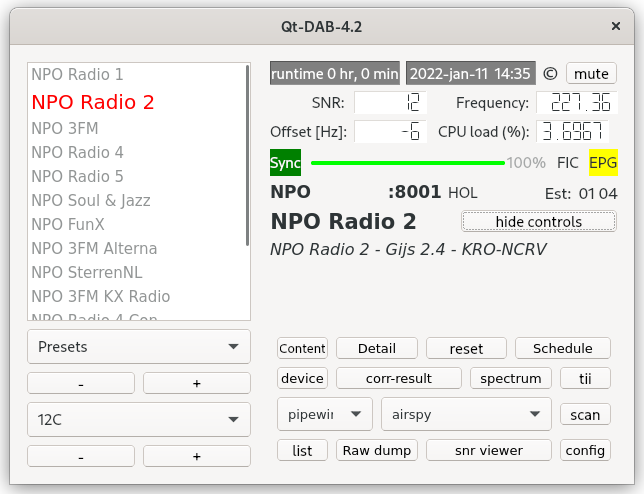 Qt-DAB-4.2
×
NPO Radio 1
NPO Radio 2
NPO 3FM
NPO Radio 4
NPO Radio 5
NPO Soul & Jazz
NPO FunX
NPO 3FM Alterna
NPO SterrenNL
NPO 3FM KX Radio
NPO Radio 4 Con
Presets
- +
12C
- +
runtime 0 hr, 0 min 2022-jan-11 14:35 © mute
SNR: 12 Frequency: 227.36
Offset [Hz]: -6 CPU load (%): 3.6967
Sync 100% FIC EPG
NPO :8001 HOL Est: 01 04
NPO Radio 2 hide controls
NPO Radio 2 - Gijs 2.4 - KRO-NCRV
Content Detail reset Schedule
device corr-result spectrum tii
airspy scan
list Raw dump snr viewer config